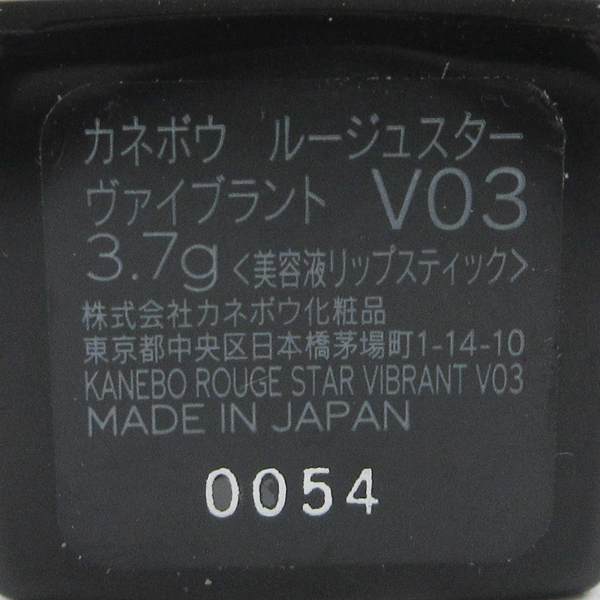 カネボウ ルージュスター
ヴァイブラント V03
3.7g <美容液リップスティック>
株式会社カネボウ化粧品
東京都中央区日本橋茅場町1-14-10
KANEBO ROUGE STAR VIBRANT V03
MADE IN JAPAN
0054